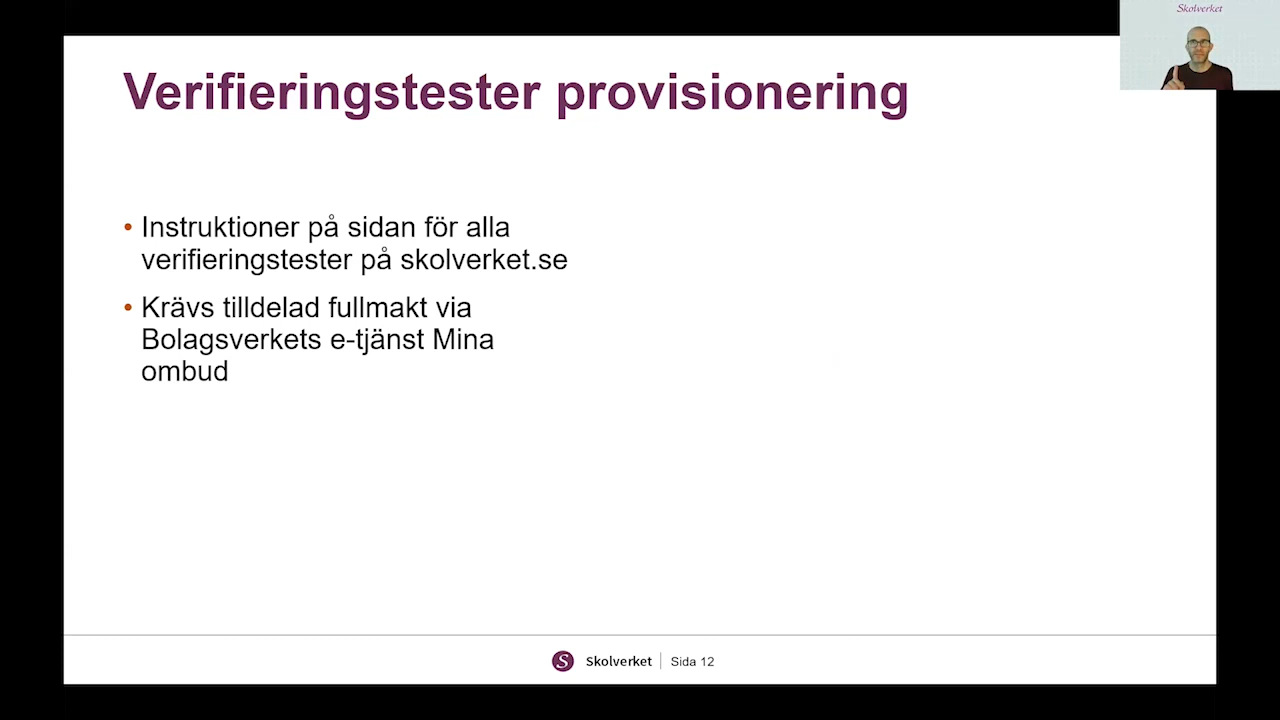 Skolverket
Verifieringstester provisionering
• Instruktioner på sidan för alla
verifieringstester på skolverket.se
• Krävs tilldelad fullmakt via
Bolagsverkets e-tjänst Mina
ombud
S Skolverket | Sida 12